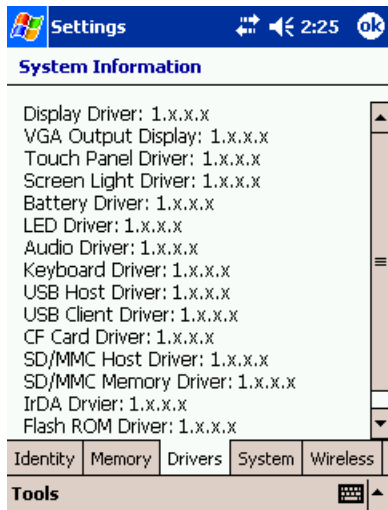 Settings 2:25 ok
System Information
Display Driver: 1.x.x.x
VGA Output Display: 1.x.x.x
Touch Panel Driver: 1.x.x.x
Screen Light Driver: 1.x.x.x
Battery Driver: 1.x.x.x
LED Driver: 1.x.x.x
Audio Driver: 1.x.x.x
Keyboard Driver: 1.x.x.x
USB Host Driver: 1.x.x.x
USB Client Driver: 1.x.x.x
CF Card Driver: 1.x.x.x
SD/MMC Host Driver: 1.x.x.x
SD/MMC Memory Driver: 1.x.x.x
IrDA Drvier: 1.x.x.x
Flash ROM Driver: 1.x.x.x
Identity Memory Drivers System Wireless
Tools